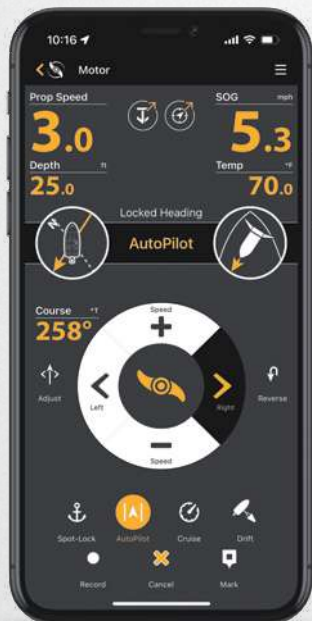 10:16
Motor
Prop Speed
SOG mph
3.0
5.3
Depth ft
Temp °F
25.0
70.0
Locked Heading
N
AutoPilot
Course °T
258°
Speed
Adjust
Left
Right
Reverse
Speed
Spot-Lock
AutoPilot
Cruise
Drift
Record
Cancel
Mark